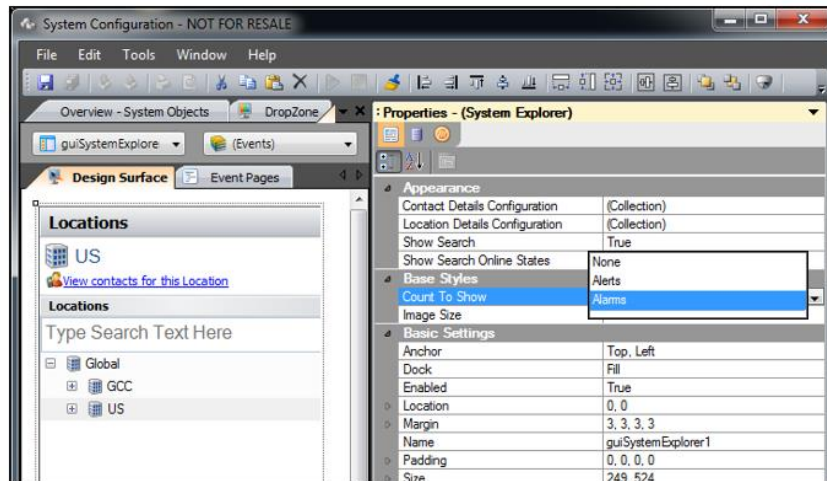 System Configuration - NOT FOR RESALE
File Edit Tools Window Help
Overview - System Objects DropZone
guiSystemExplore (Events)
Design Surface Event Pages
Locations
US
View contacts for this Location
Locations
Type Search Text Here
Global
GCC
US
Properties - (System Explorer)
Appearance
Contact Details Configuration (Collection)
Location Details Configuration (Collection)
Show Search True
Show Search Online States
None
Alerts
Alarms
Base Styles
Count To Show
Image Size
Basic Settings
Anchor Top, Left
Dock Fill
Enabled True
Location 0, 0
Margin 3, 3, 3, 3
Name guiSystemExplorer1
Padding 0, 0, 0, 0
Size 249, 524